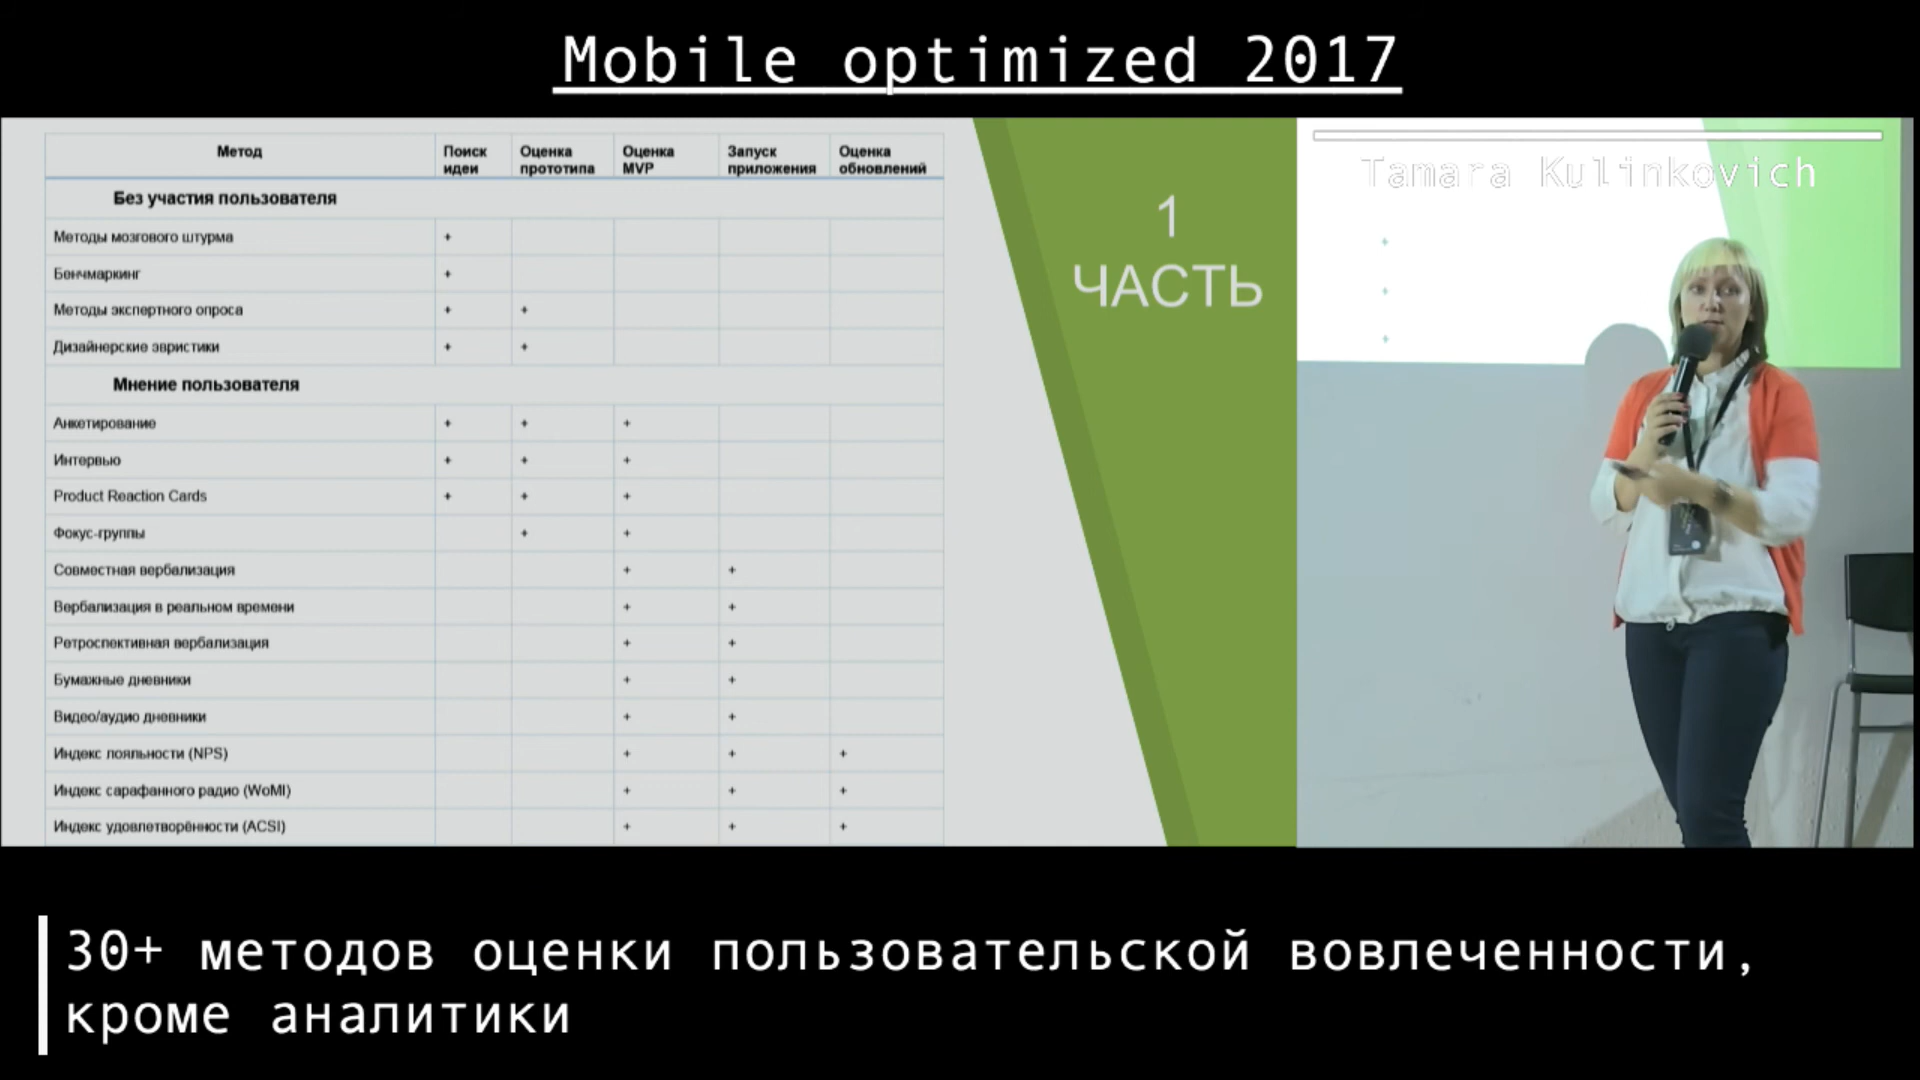 Mobile optimized 2017
Метод Поиск идеи Оценка прототипа Оценка MVP Запуск приложения Оценка обновлений
Без участия пользователя
Методы мозгового штурма +
Бенчмаркинг +
Методы экспертного опроса + +
Дизайнерские эвристики + +
Мнение пользователя
Анкетирование + + +
Интервью + + +
Product Reaction Cards + + +
Фокус-группы + +
Совместная вербализация + +
Вербализация в реальном времени + +
Ретроспективная вербализация + +
Бумажные дневники + +
Видео/аудио дневники + +
Индекс лояльности (NPS) + + +
Индекс сарафанного радио (WoMI) + + +
Индекс удовлетворённости (ACSI) + + +
1
ЧАСТЬ
Tamara Kulinkovich
30+ методов оценки пользовательской вовлеченности,
кроме аналитики